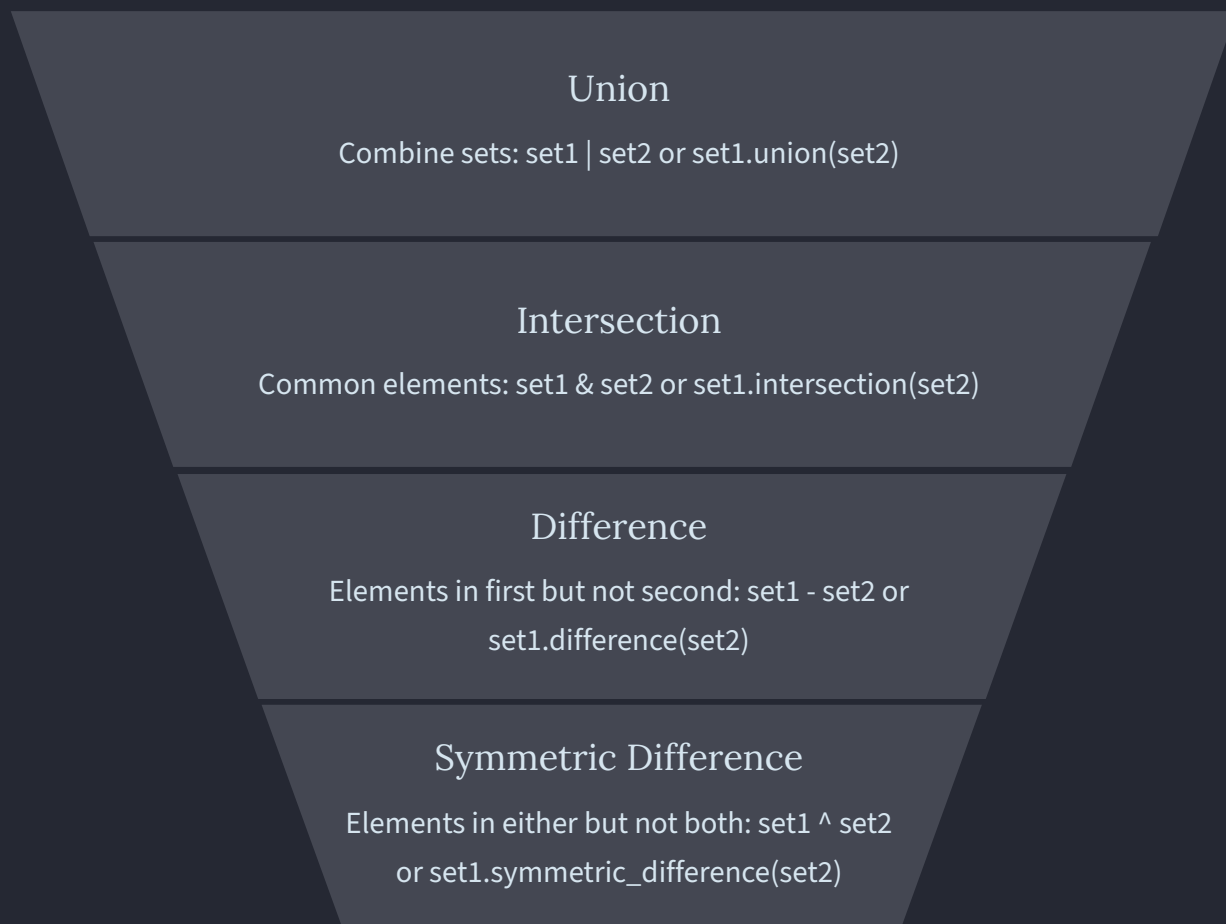 Union
Combine sets: set1 | set2 or set1.union(set2)
Intersection
Common elements: set1 & set2 or set1.intersection(set2)
Difference
Elements in first but not second: set1 - set2 or
set1.difference(set2)
Symmetric Difference
Elements in either but not both: set1 ^ set2
or set1.symmetric_difference(set2)